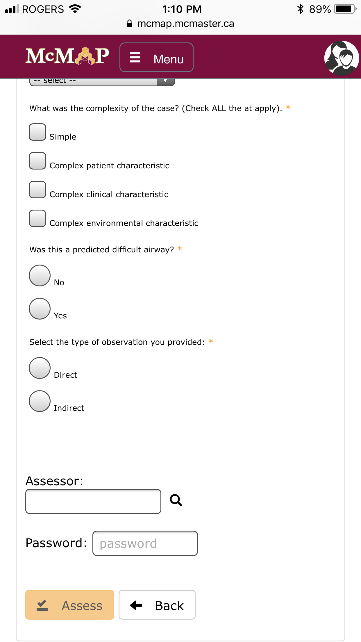 ROGERS 1:10 PM 89%
mcmap.mcmaster.ca
McMAP Menu
-- select --
What was the complexity of the case? (Check ALL the at apply). *
Simple
Complex patient characteristic
Complex clinical characteristic
Complex environmental characteristic
Was this a predicted difficult airway? *
No
Yes
Select the type of observation you provided: *
Direct
Indirect
Assessor:
Password: password
Assess Back